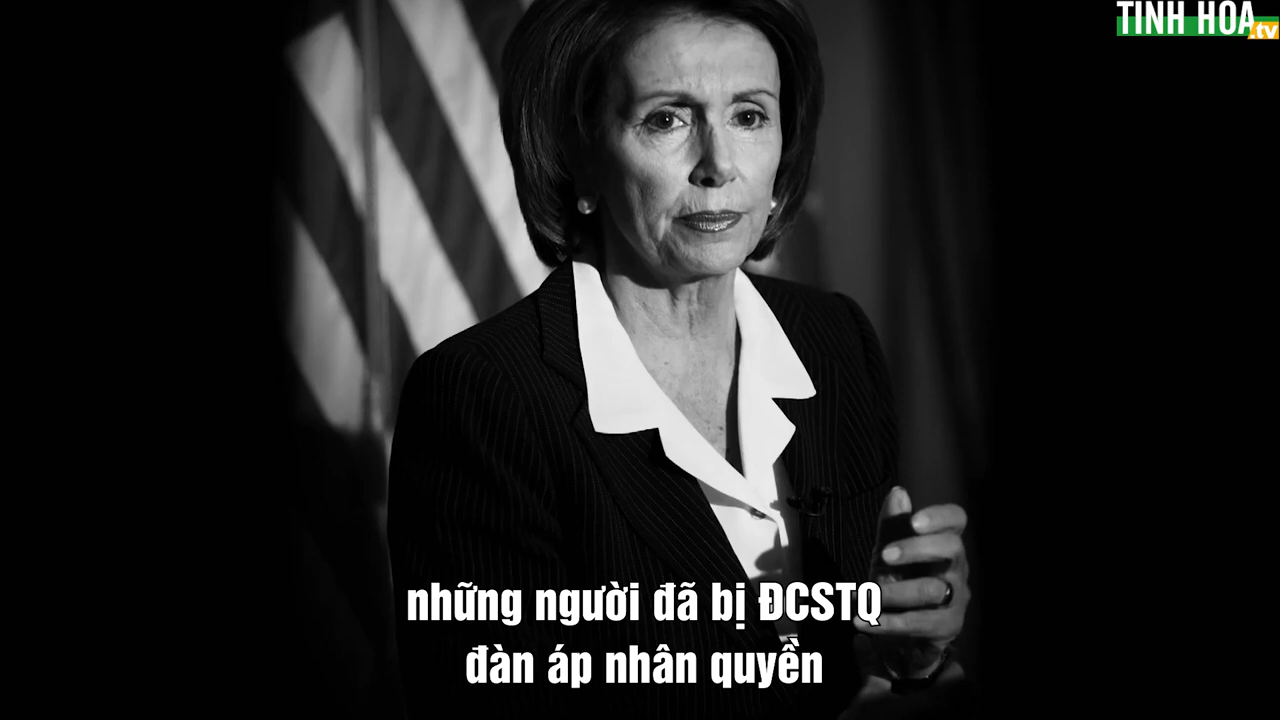 TINH HOA
.tv
những người đã bị ĐCSTQ
đàn áp nhân quyền